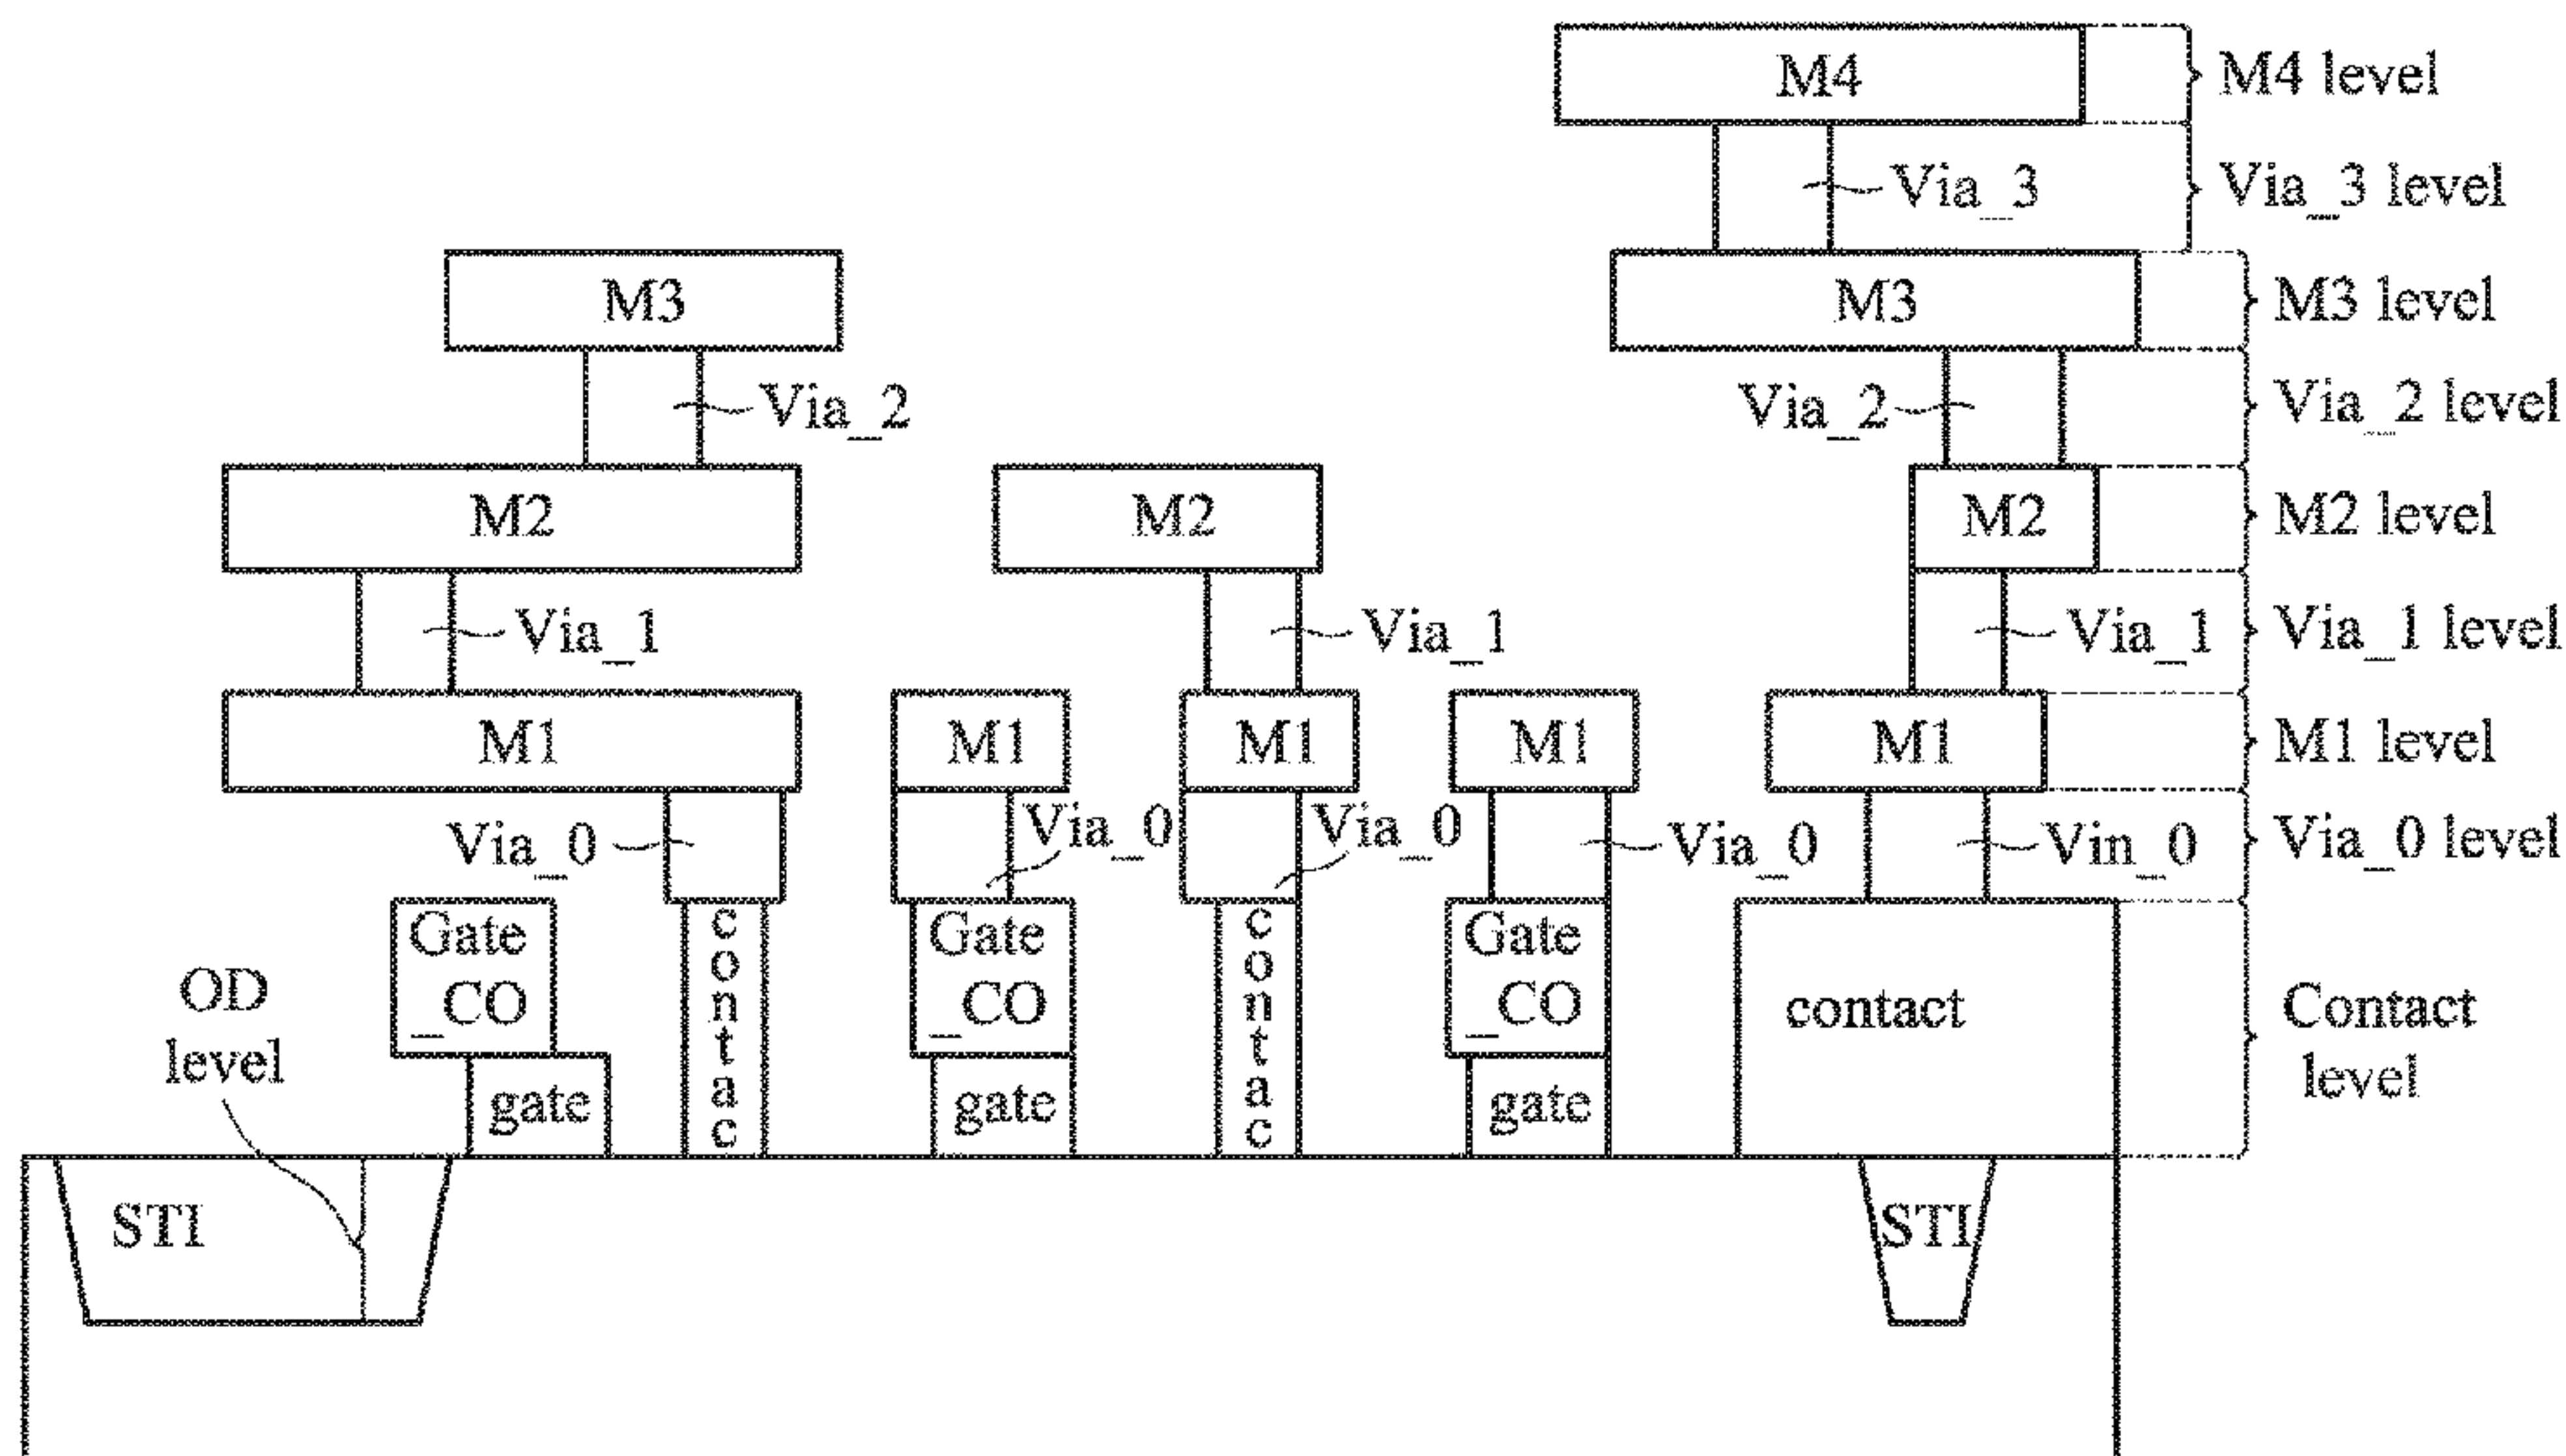 M4
M4 level
Via_3
Via_3 level
M3
M3
M3 level
Via_2
Via_2
Via_2 level
M2
M2
M2
M2 level
Via_1
Via_1
Via_1
Via_1 level
M1
M1
M1
M1
M1
M1 level
Via_0
Via_0
Via_0
Via_0
Vin_0
Via_0 level
Gate
_CO
contac
Gate
_CO
contac
Gate
_CO
contact
Contact
level
OD
level
gate
gate
gate
STI
STI